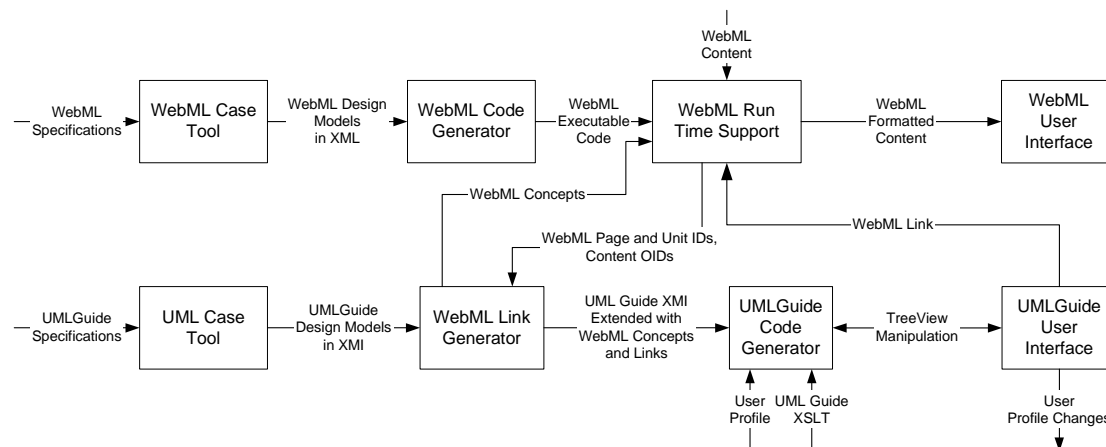 WebML
Content
WebML
Specifications
WebML Case
Tool
WebML Design
Models
in XML
WebML Code
Generator
WebML
Executable
Code
WebML Run
Time Support
WebML
Formatted
Content
WebML
User
Interface
WebML Concepts
WebML Link
WebML Page and Unit IDs,
Content OIDs
UMLGuide
Specifications
UML Case
Tool
UMLGuide
Design Models
in XMI
WebML Link
Generator
UML Guide XMI
Extended with
WebML Concepts
and Links
UMLGuide
Code
Generator
TreeView
Manipulation
UMLGuide
User
Interface
User
Profile
UML Guide
XSLT
User
Profile Changes